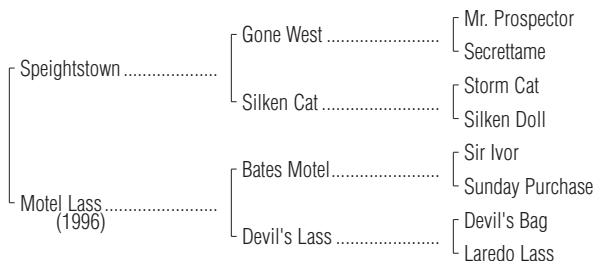 Mr. Prospector
Gone West ........................
Secrettame
Speightstown ....................
Storm Cat
Silken Cat .........................
Silken Doll
Sir Ivor
Bates Motel.......................
Sunday Purchase
Motel Lass ........................
(1996)
Devil's Bag
Devil's Lass ......................
Laredo Lass